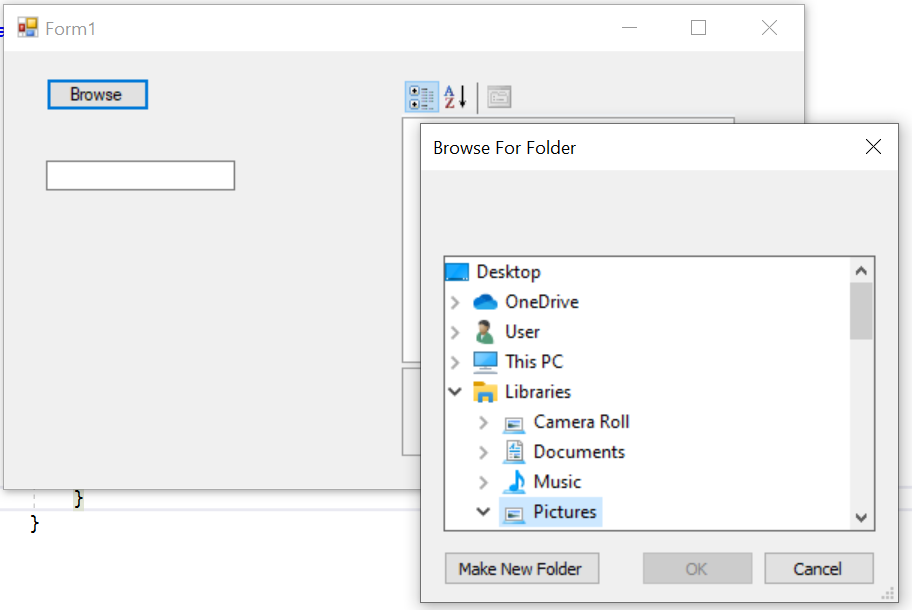 Form1
Browse
A
Z
Browse For Folder
Desktop
OneDrive
User
This PC
Libraries
Camera Roll
Documents
Music
Pictures
Make New Folder
OK
Cancel
}
}